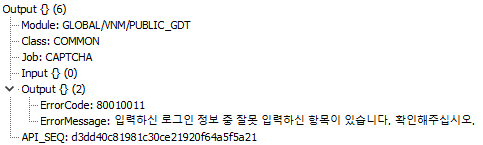 Output {} (6)
Module: GLOBAL/VNM/PUBLIC_GDT
Class: COMMON
Job: CAPTCHA
Input {} (0)
Output {} (2)
ErrorCode: 80010011
ErrorMessage: 입력하신 로그인 정보 중 잘못 입력하신 항목이 있습니다. 확인해주십시오.
API_SEQ: d3dd40c81981c30ce21920f64a5f5a21